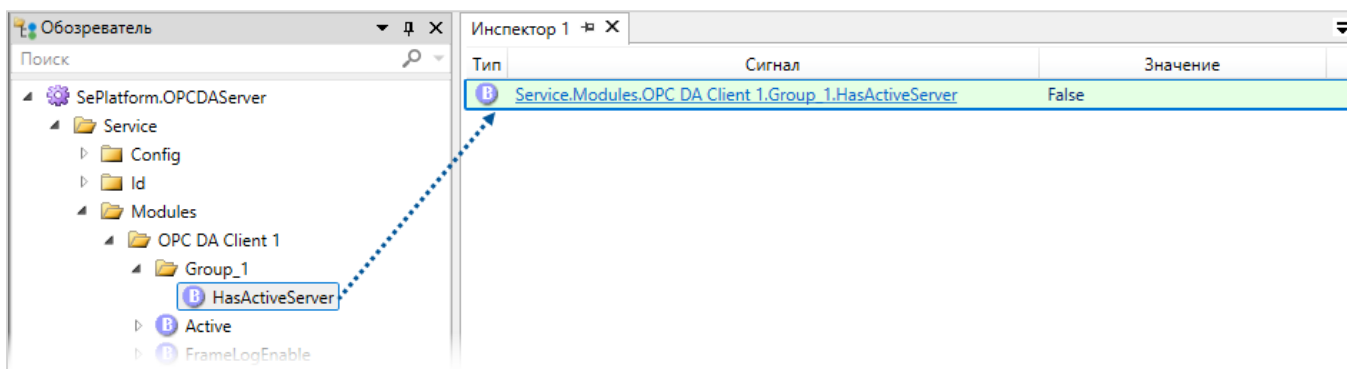 Обозреватель
Поиск
SePlatform.OPCDAServer
Service
Config
Id
Modules
OPC DA Client 1
Group_1
HasActiveServer
Active
FrameLogEnable
Инспектор 1
Тип Сигнал Значение
Service.Modules.OPC DA Client 1.Group_1.HasActiveServer False